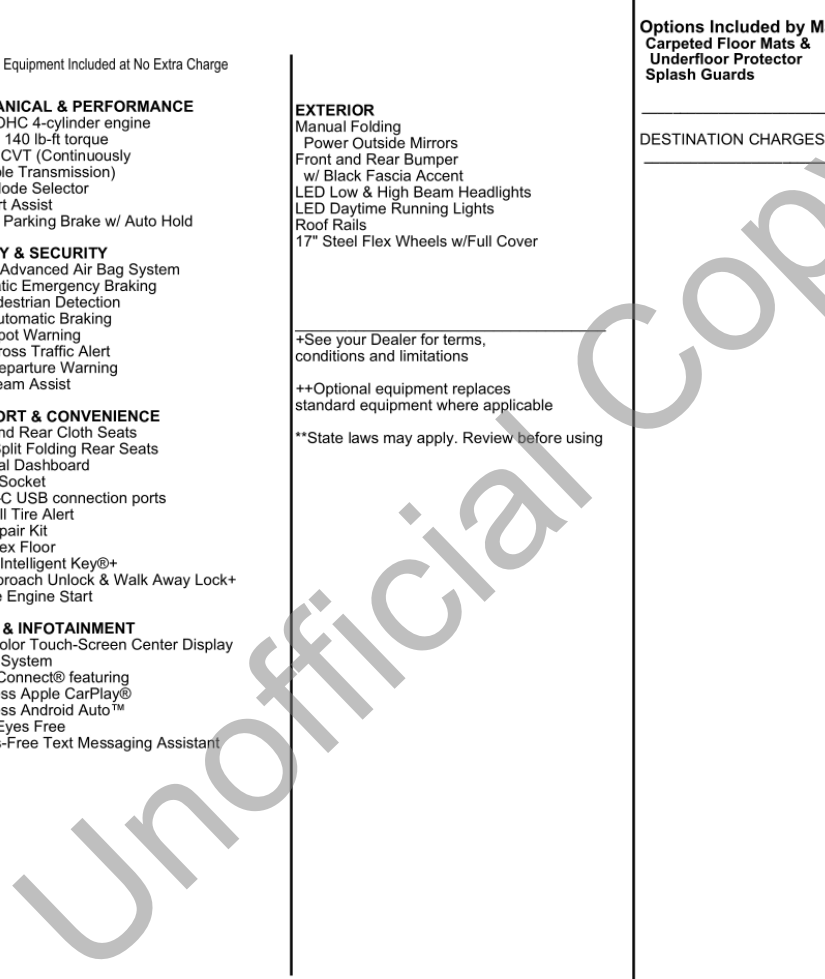 Equipment Included at No Extra Charge
ANICAL & PERFORMANCE
OHC 4-cylinder engine
140 lb-ft torque
CVT (Continuously
ble Transmission)
Mode Selector
rt Assist
Parking Brake w/ Auto Hold
Y & SECURITY
Advanced Air Bag System
tic Emergency Braking
destrian Detection
utomatic Braking
pot Warning
ross Traffic Alert
eparture Warning
eam Assist
ORT & CONVENIENCE
nd Rear Cloth Seats
Split Folding Rear Seats
al Dashboard
Socket
-C USB connection ports
ll Tire Alert
pair Kit
ex Floor
Intelligent Key®+
proach Unlock & Walk Away Lock+
e Engine Start
& INFOTAINMENT
olor Touch-Screen Center Display
System
Connect® featuring
ss Apple CarPlay®
ss Android Auto™
Eyes Free
s-Free Text Messaging Assistant
EXTERIOR
Manual Folding
Power Outside Mirrors
Front and Rear Bumper
w/ Black Fascia Accent
LED Low & High Beam Headlights
LED Daytime Running Lights
Roof Rails
17" Steel Flex Wheels w/Full Cover
+See your Dealer for terms,
conditions and limitations
++Optional equipment replaces
standard equipment where applicable
**State laws may apply. Review before using
Options Included by M
Carpeted Floor Mats &
Underfloor Protector
Splash Guards
DESTINATION CHARGES
Unofficial Copy